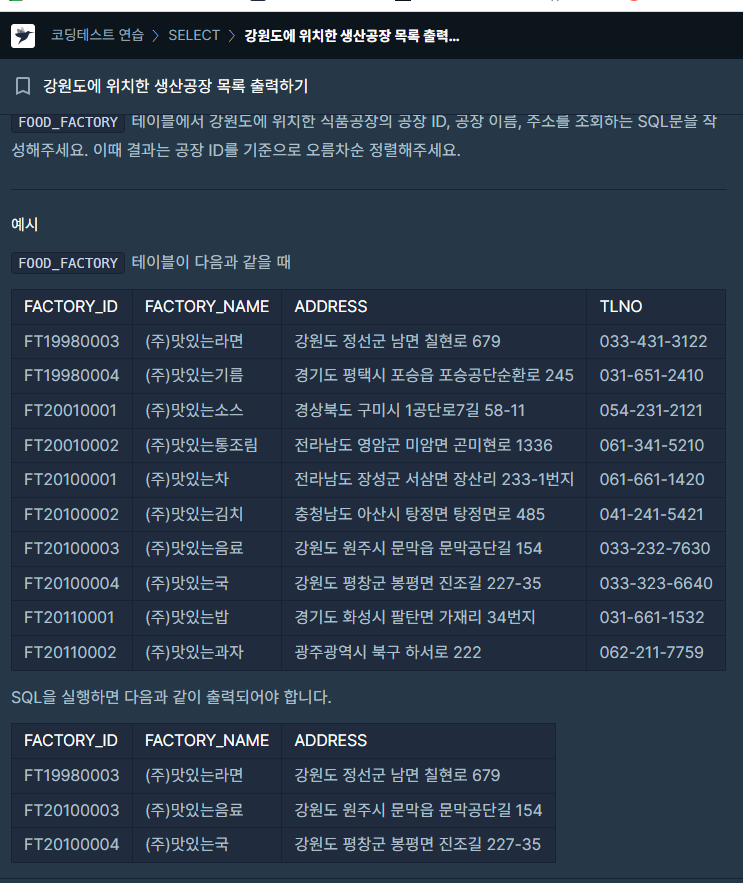 코딩테스트 연습 > SELECT > 강원도에 위치한 생산공장 목록 출력...
강원도에 위치한 생산공장 목록 출력하기
FOOD_FACTORY 테이블에서 강원도에 위치한 식품공장의 공장 ID, 공장 이름, 주소를 조회하는 SQL문을 작
성해주세요. 이때 결과는 공장 ID를 기준으로 오름차순 정렬해주세요.
예시
FOOD_FACTORY 테이블이 다음과 같을 때
FACTORY_ID FACTORY_NAME ADDRESS TLNO
FT19980003 (주)맛있는라면 강원도 정선군 남면 칠현로 679 033-431-3122
FT19980004 (주)맛있는기름 경기도 평택시 포승읍 포승공단순환로 245 031-651-2410
FT20010001 (주)맛있는소스 경상북도 구미시 1공단로7길 58-11 054-231-2121
FT20010002 (주)맛있는통조림 전라남도 영암군 미암면 곤미현로 1336 061-341-5210
FT20100001 (주)맛있는차 전라남도 장성군 서삼면 장산리 233-1번지 061-661-1420
FT20100002 (주)맛있는김치 충청남도 아산시 탕정면 탕정면로 485 041-241-5421
FT20100003 (주)맛있는음료 강원도 원주시 문막읍 문막공단길 154 033-232-7630
FT20100004 (주)맛있는국 강원도 평창군 봉평면 진조길 227-35 033-323-6640
FT20110001 (주)맛있는밥 경기도 화성시 팔탄면 가재리 34번지 031-661-1532
FT20110002 (주)맛있는과자 광주광역시 북구 하서로 222 062-211-7759
SQL을 실행하면 다음과 같이 출력되어야 합니다.
FACTORY_ID FACTORY_NAME ADDRESS
FT19980003 (주)맛있는라면 강원도 정선군 남면 칠현로 679
FT20100003 (주)맛있는음료 강원도 원주시 문막읍 문막공단길 154
FT20100004 (주)맛있는국 강원도 평창군 봉평면 진조길 227-35